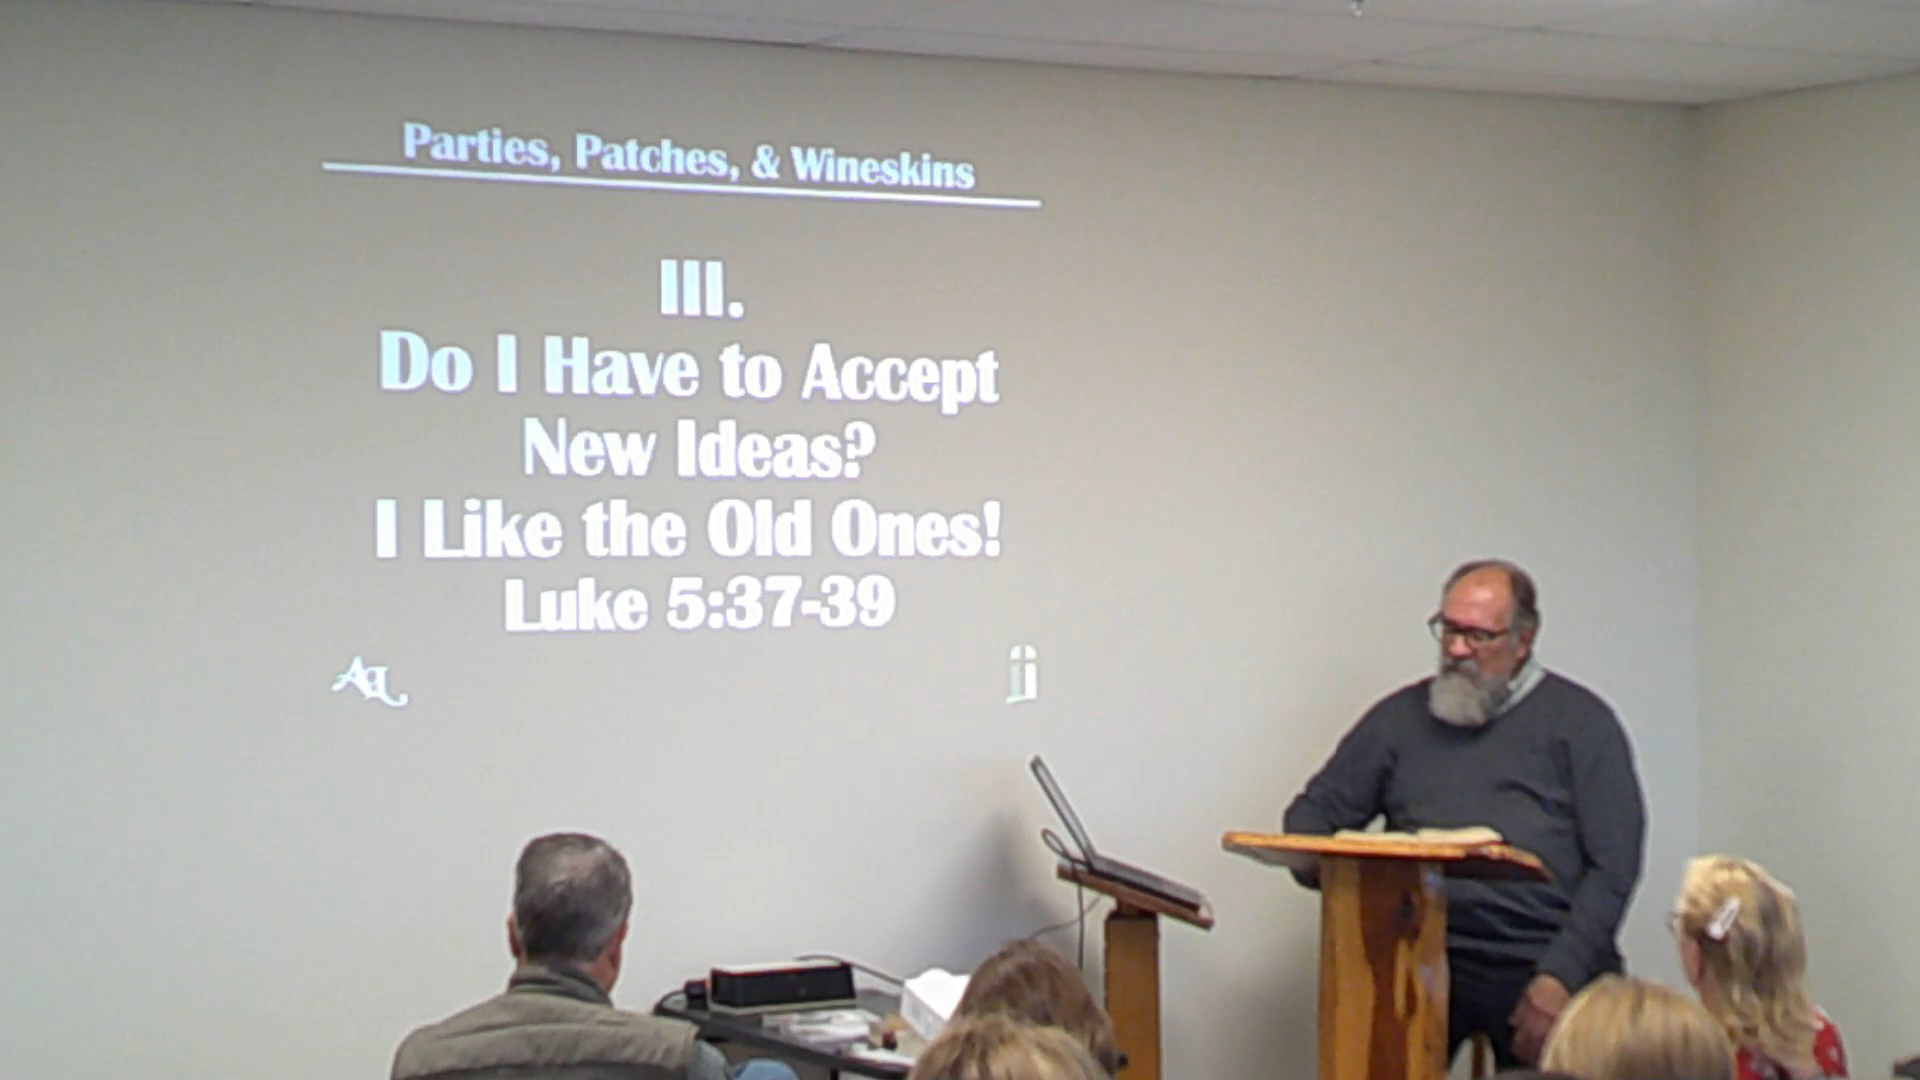 Parties, Patches, & Wineskins
III.
Do I Have to Accept
New Ideas?
I Like the Old Ones!
Luke 5:37-39